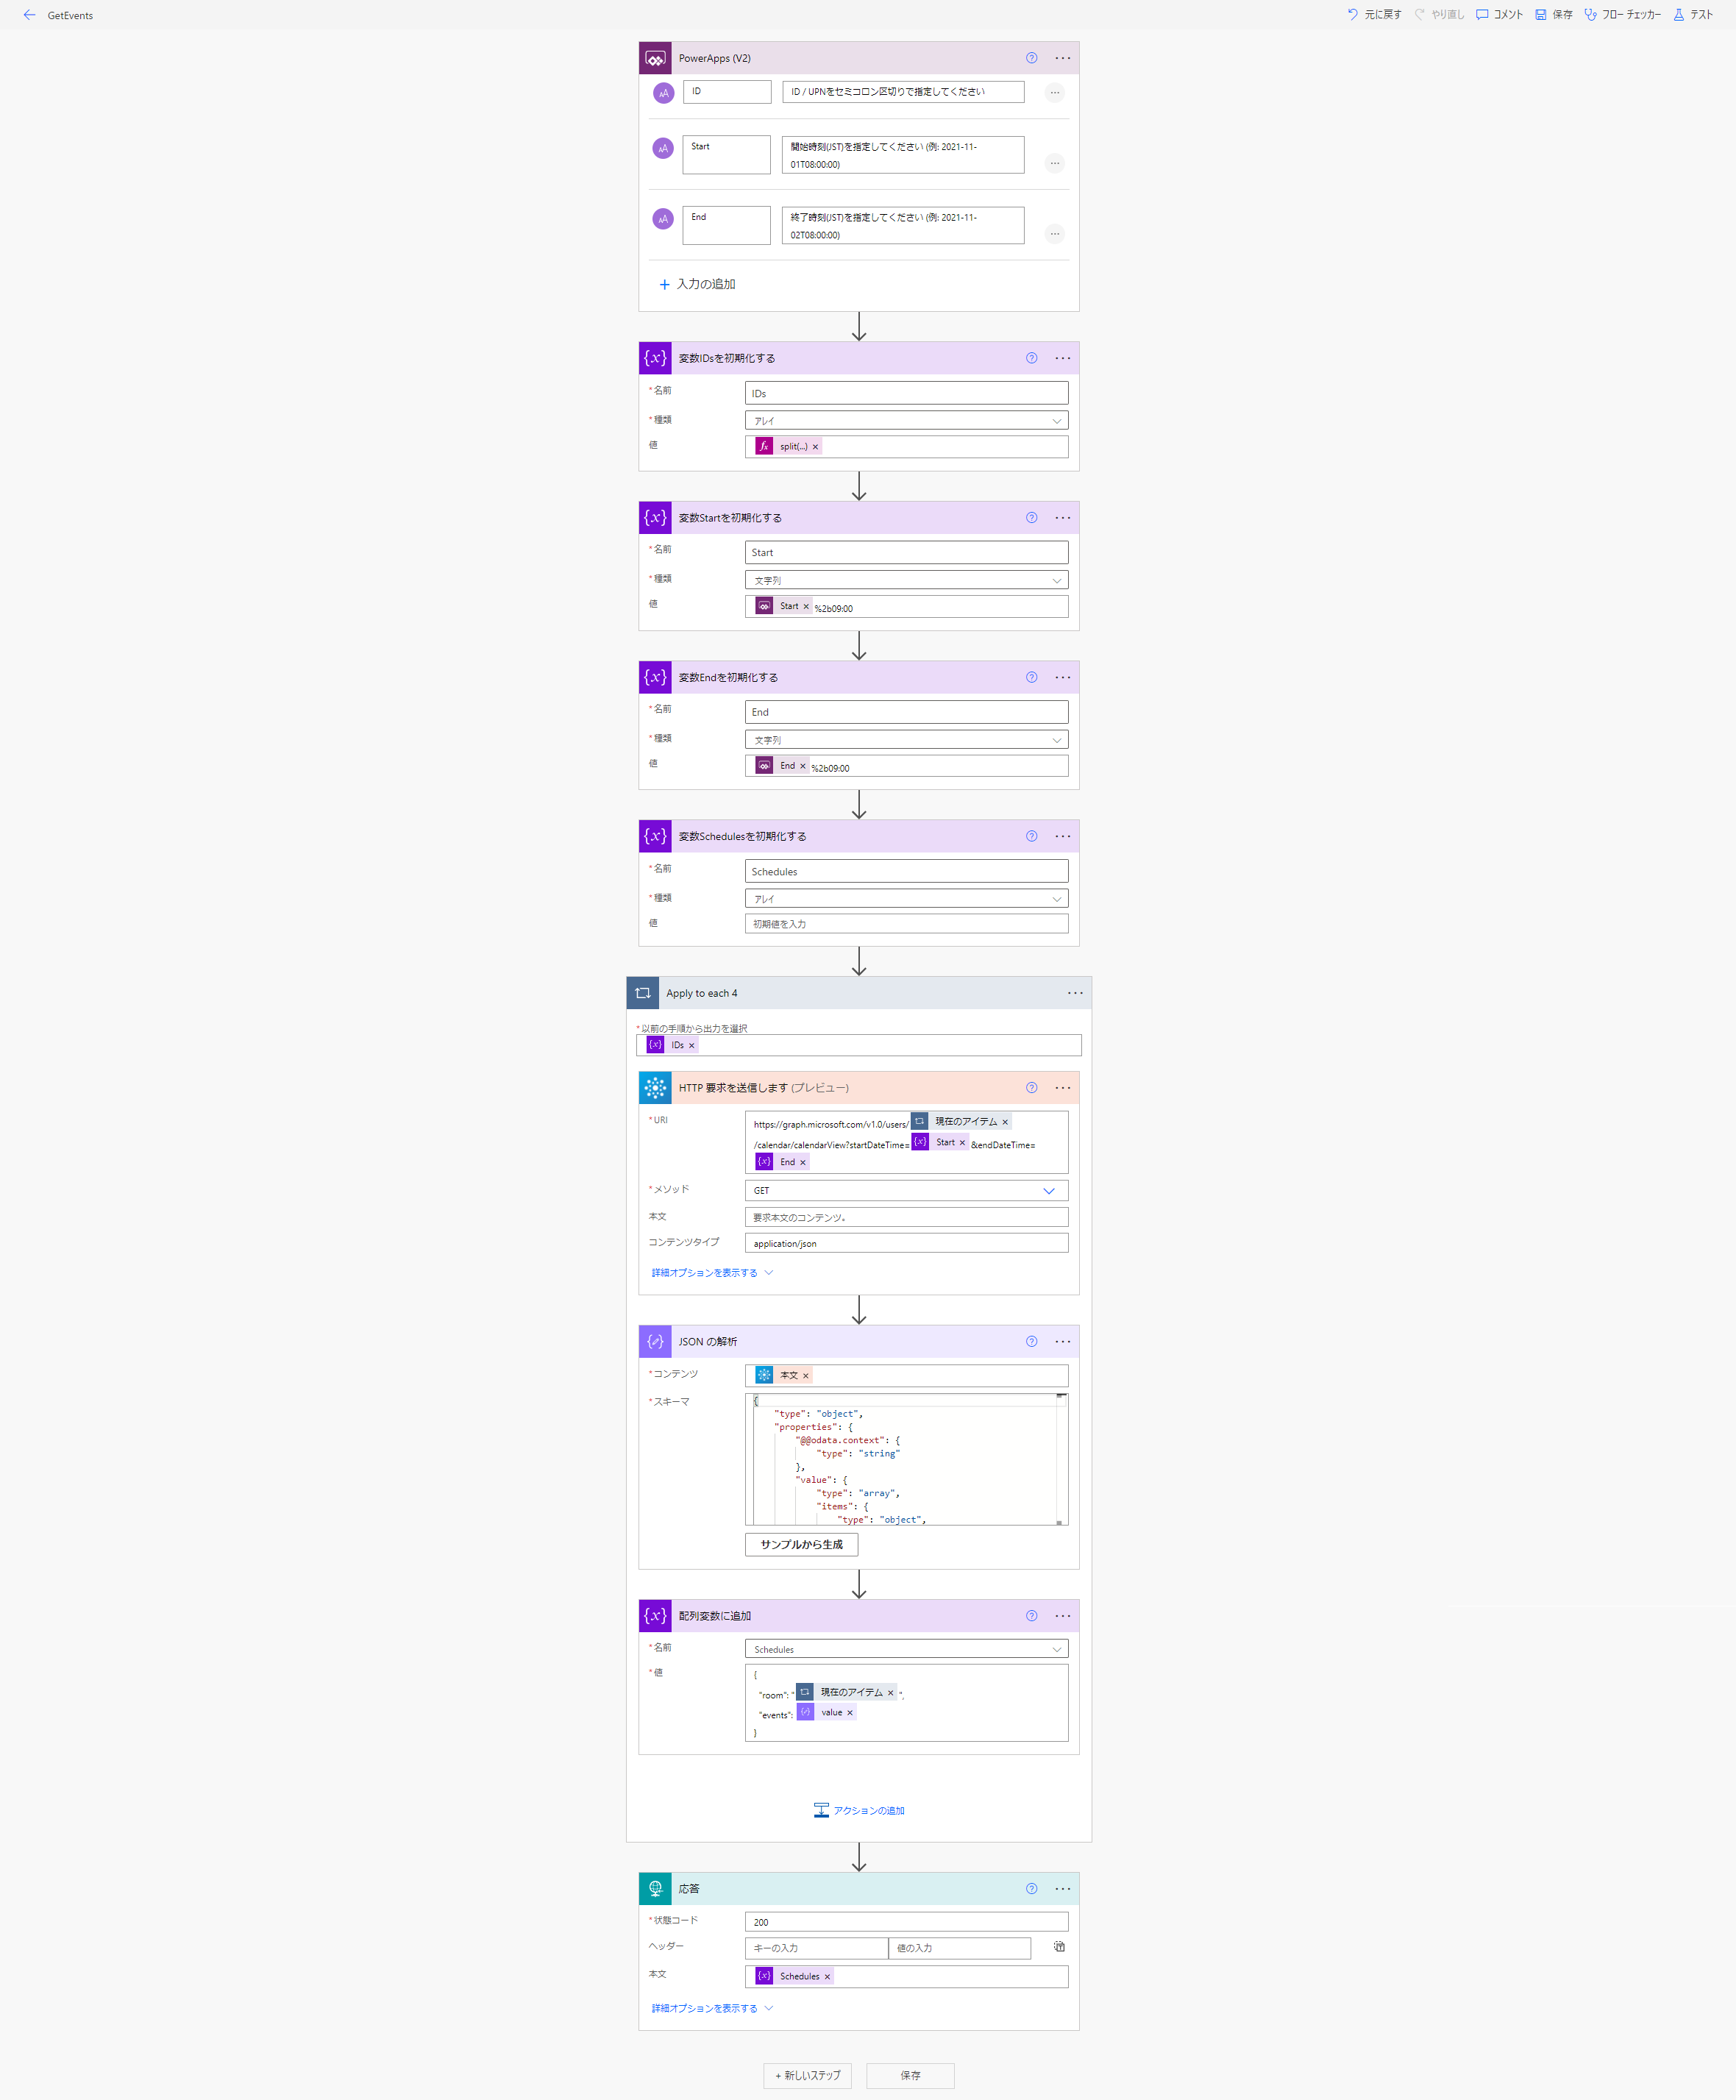 GetEvents
元に戻す
やり直し
コメント
保存
フロー チェッカー
テスト
PowerApps (V2)
ID
ID / UPNをセミコロン区切りで指定してください
Start
開始時刻(JST)を指定してください (例: 2021-11-
01T08:00:00)
End
終了時刻(JST)を指定してください (例: 2021-11-
02T08:00:00)
入力の追加
{x} 変数IDsを初期化する
*名前
IDs
*種類
アレイ
値
fx split(...) ×
{x} 変数Startを初期化する
*名前
Start
*種類
文字列
値
Start × %2b09:00
{x} 変数Endを初期化する
*名前
End
*種類
文字列
値
End × %2b09:00
{x} 変数Schedulesを初期化する
*名前
Schedules
*種類
アレイ
値
初期値を入力
Apply to each 4
*以前の手順から出力を選択
{x} IDs ×
HTTP 要求を送信します (プレビュー)
*URI
https://graph.microsoft.com/v1.0/users/ 現在のアイテム ×
/calendar/calendarView?startDateTime= {x} Start × &endDateTime=
{x} End ×
*メソッド
GET
本文
要求本文のコンテンツ。
コンテンツタイプ
application/json
詳細オプションを表示する
JSON の解析
*コンテンツ
本文 ×
*スキーマ
{
"type": "object",
"properties": {
"@@odata.context": {
"type": "string"
},
"value": {
"type": "array",
"items": {
"type": "object",
サンプルから生成
{x} 配列変数に追加
*名前
Schedules
*値
{
"room": " 現在のアイテム × ",
"events": value ×
}
アクションの追加
応答
*状態コード
200
ヘッダー
キーの入力
値の入力
本文
{x} Schedules ×
詳細オプションを表示する
+ 新しいステップ
保存